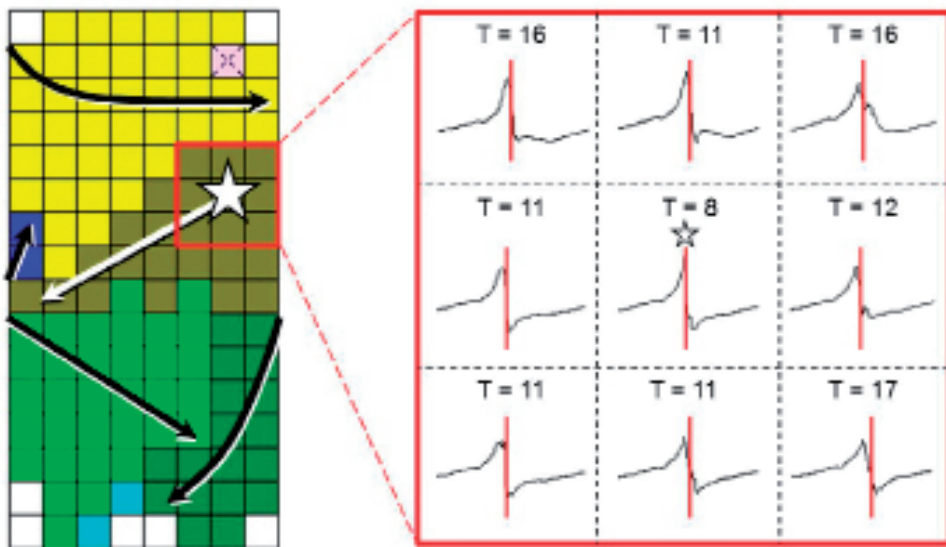 T = 16 T = 11 T = 16
T = 11 T = 8 T = 12
T = 11 T = 11 T = 17